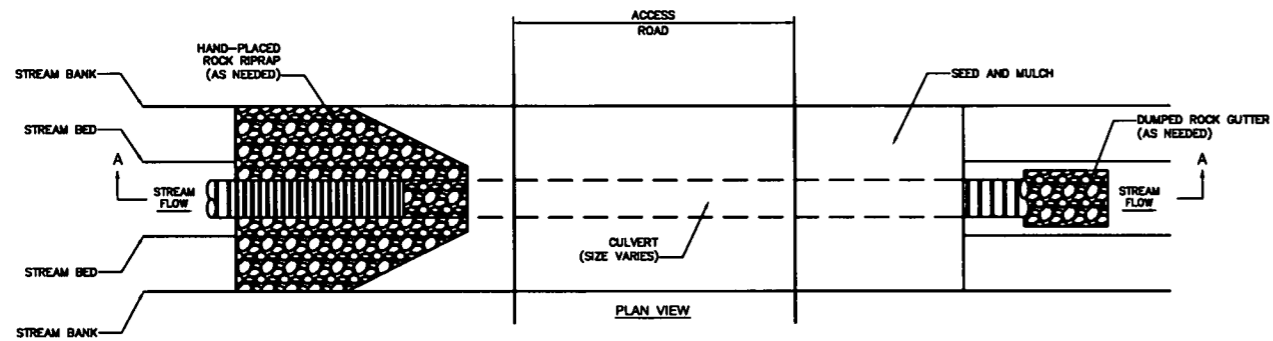 ACCESS
ROAD
HAND-PLACED
ROCK RIPRAP
(AS NEEDED)
STREAM BANK
SEED AND MULCH
STREAM BED
DUMPED ROCK GUTTER
(AS NEEDED)
A
A
STREAM
FLOW
STREAM
FLOW
CULVERT
(SIZE VARIES)
STREAM BED
PLAN VIEW
STREAM BANK